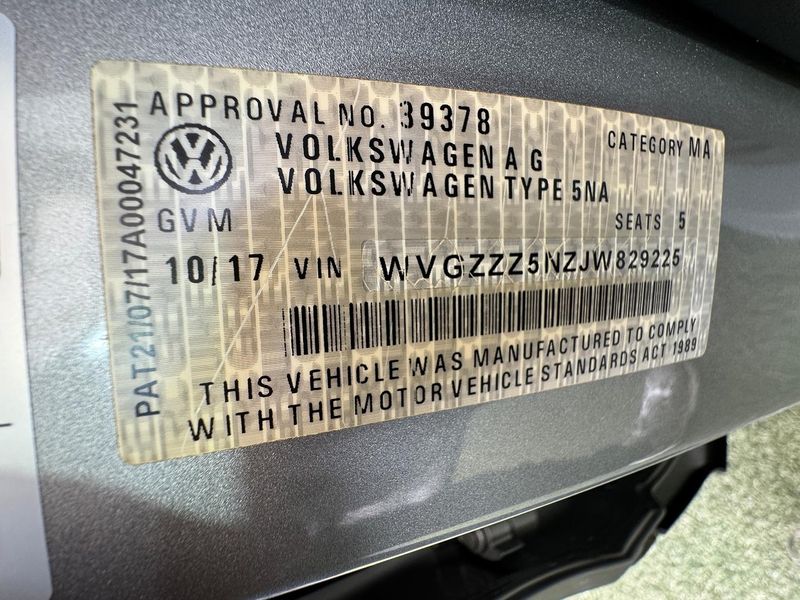 APPROVAL NO. 39378
CATEGORY MA
VOLKSWAGEN AG
VOLKSWAGEN TYPE 5NA
GVM
SEATS 5
10/17 VIN WVGZZZ5NZJW829225
THIS VEHICLE WAS MANUFACTURED TO COMPLY
WITH THE MOTOR VEHICLE STANDARDS ACT 1989
PAT21/07/17A00047231